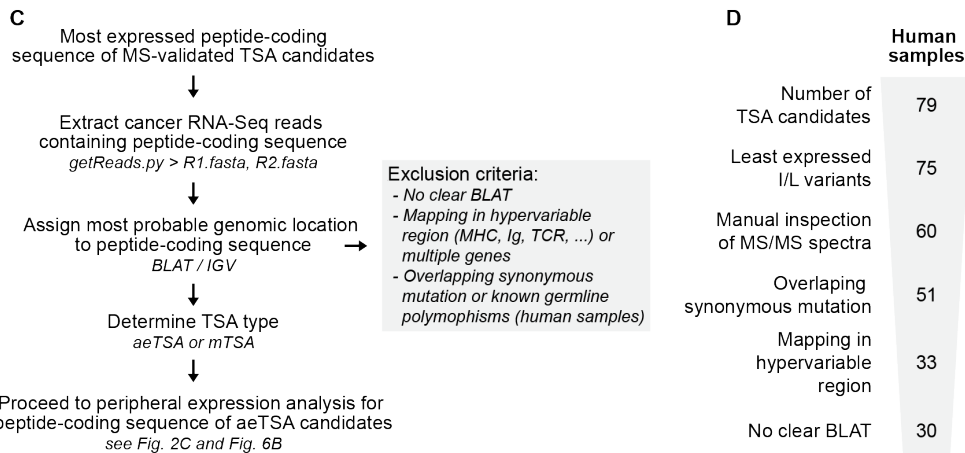 C
Most expressed peptide-coding
sequence of MS-validated TSA candidates
Extract cancer RNA-Seq reads
containing peptide-coding sequence
getReads.py > R1.fasta, R2.fasta
Assign most probable genomic location
to peptide-coding sequence
BLAT / IGV
Exclusion criteria:
- No clear BLAT
- Mapping in hypervariable
region (MHC, Ig, TCR, ...) or
multiple genes
- Overlapping synonymous
mutation or known germline
polymophisms (human samples)
Determine TSA type
aeTSA or mTSA
Proceed to peripheral expression analysis for
peptide-coding sequence of aeTSA candidates
see Fig. 2C and Fig. 6B
D
Human
samples
Number of
TSA candidates
79
Least expressed
I/L variants
75
Manual inspection
of MS/MS spectra
60
Overlaping
synonymous mutation
51
Mapping in
hypervariable
region
33
No clear BLAT
30